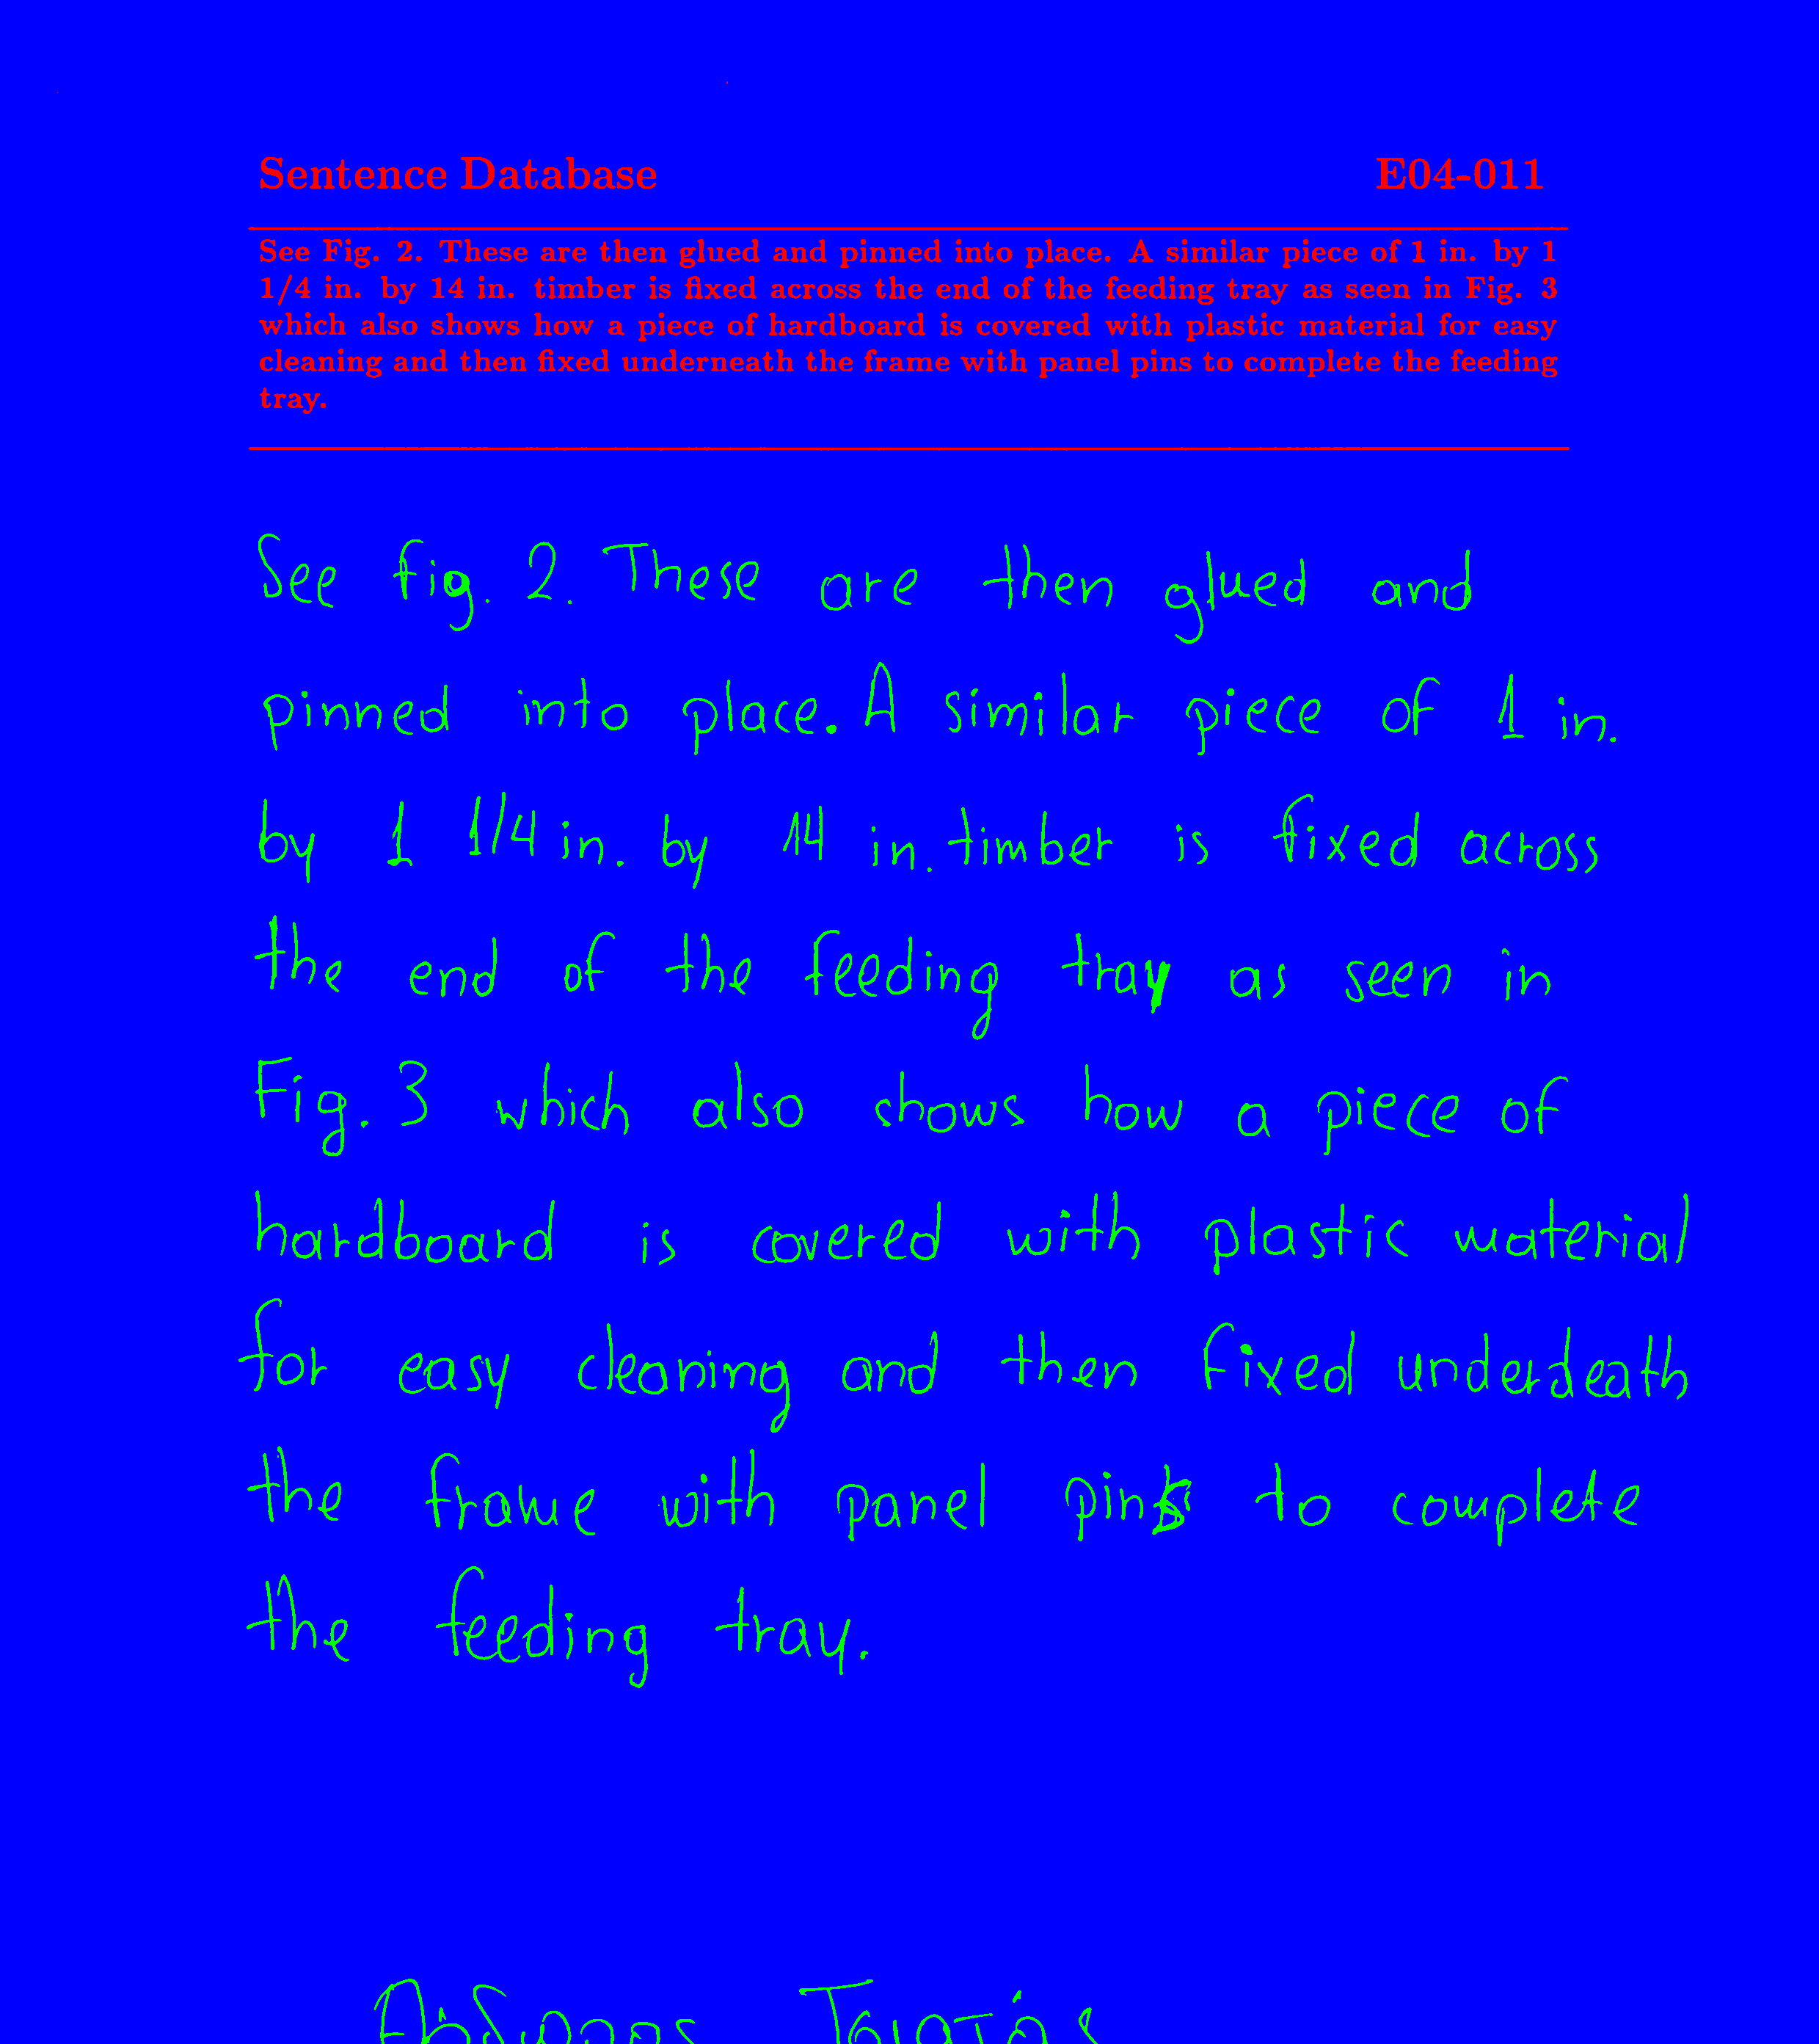 Sentence Database E04-011
See Fig. 2. These are then glued and pinned into place. A similar piece of 1 in. by 1
1/4 in. by 14 in. timber is fixed across the end of the feeding tray as seen in Fig. 3
which also shows how a piece of hardboard is covered with plastic material for easy
cleaning and then fixed underneath the frame with panel pins to complete the feeding
tray.
See fig. 2. These are then glued and
pinned into place. A similar piece of 1 in.
by 1 1/4 in. by 14 in. timber is fixed across
the end of the feeding tray as seen in
Fig. 3 which also shows how a piece of
hardboard is covered with plastic material
for easy cleaning and then fixed underdeath
the frame with panel pins to complete
the feeding tray.